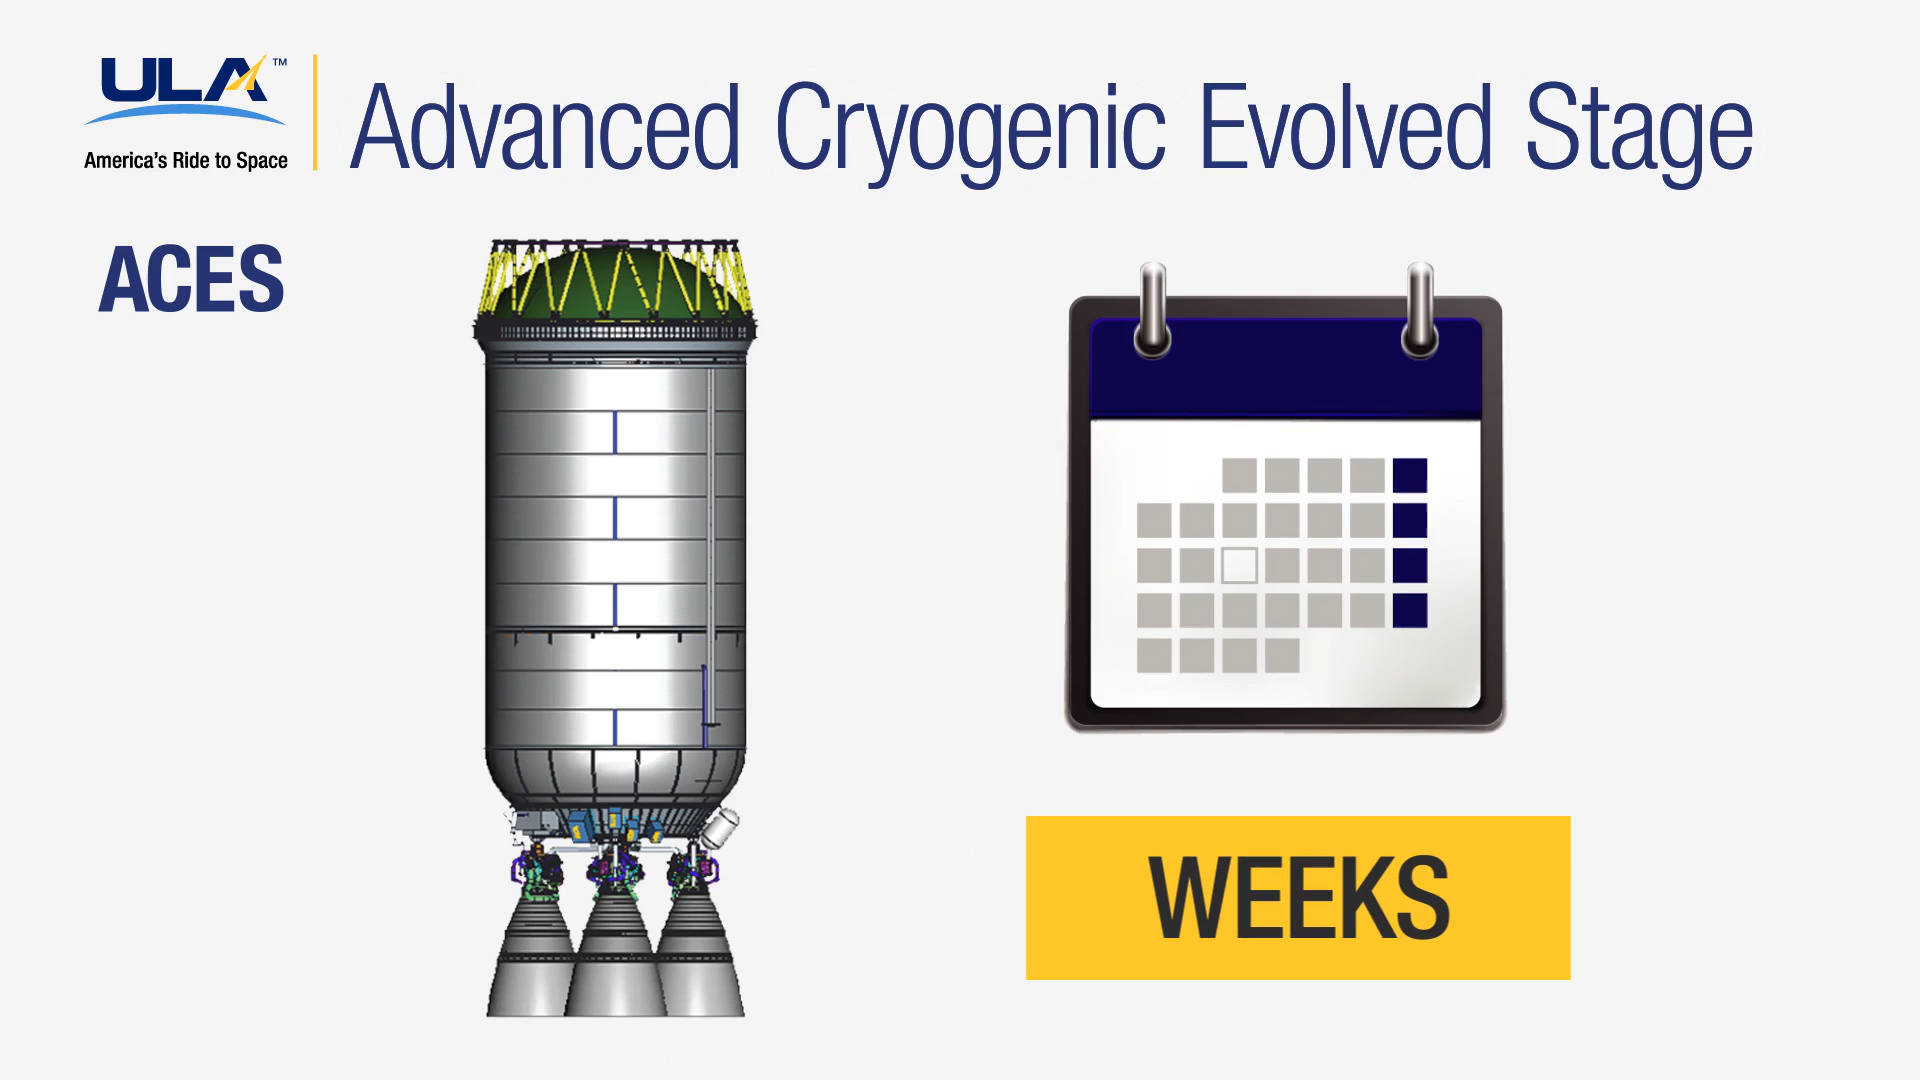 ULA™
America's Ride to Space
Advanced Cryogenic Evolved Stage
ACES
WEEKS